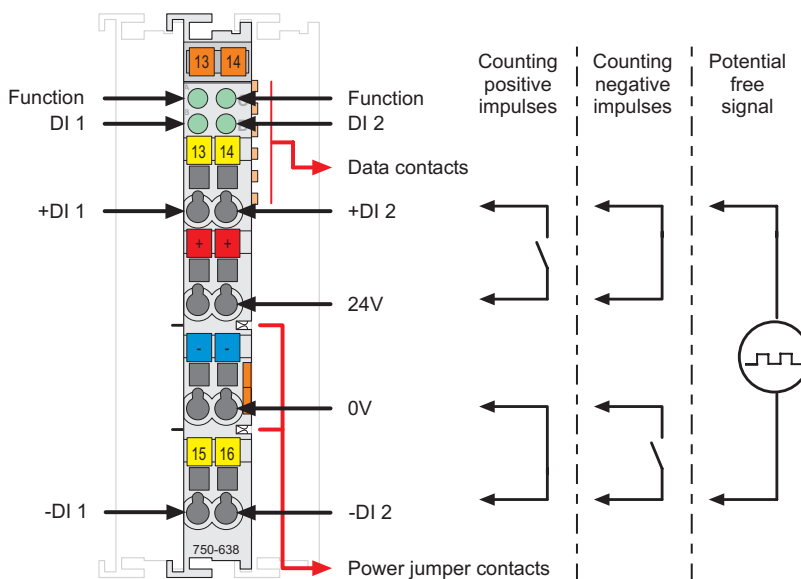 13 14
Counting
positive
impulses
Counting
negative
impulses
Potential
free
signal
Function
Function
DI 1
DI 2
13 14
Data contacts
+DI 1
+DI 2
+ +
24V
- -
0V
15 16
-DI 1
-DI 2
750-638
Power jumper contacts